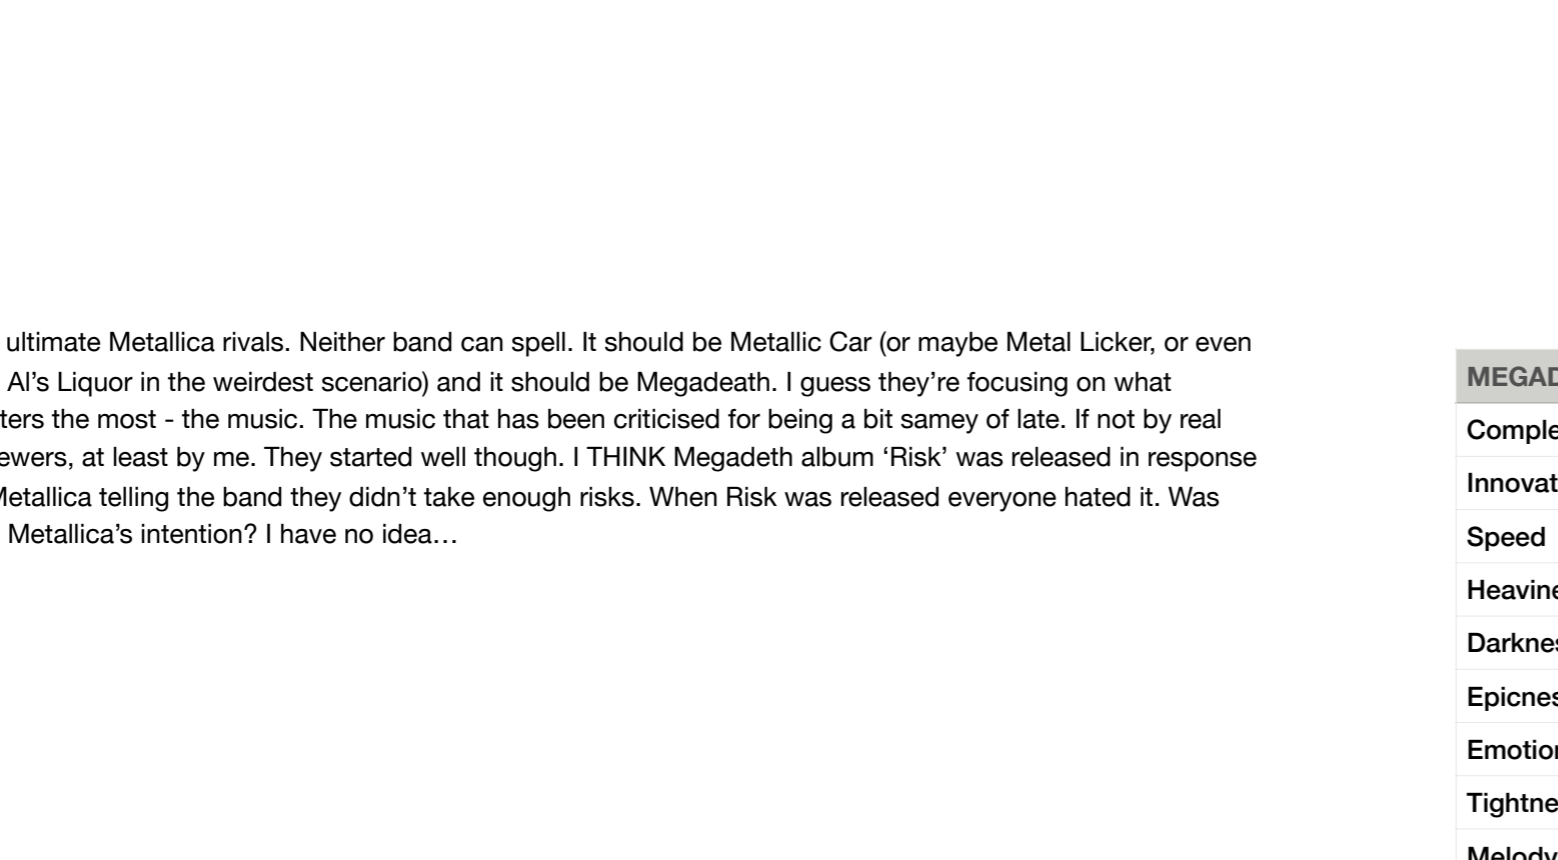 ultimate Metallica rivals. Neither band can spell. It should be Metallic Car (or maybe Metal Licker, or even
Al’s Liquor in the weirdest scenario) and it should be Megadeath. I guess they’re focusing on what
ters the most - the music. The music that has been criticised for being a bit samey of late. If not by real
ewers, at least by me. They started well though. I THINK Megadeth album ‘Risk’ was released in response
Metallica telling the band they didn’t take enough risks. When Risk was released everyone hated it. Was
Metallica’s intention? I have no idea…
MEGAD
Comple
Innovat
Speed
Heavine
Darknes
Epicnes
Emotion
Tightne
Melody